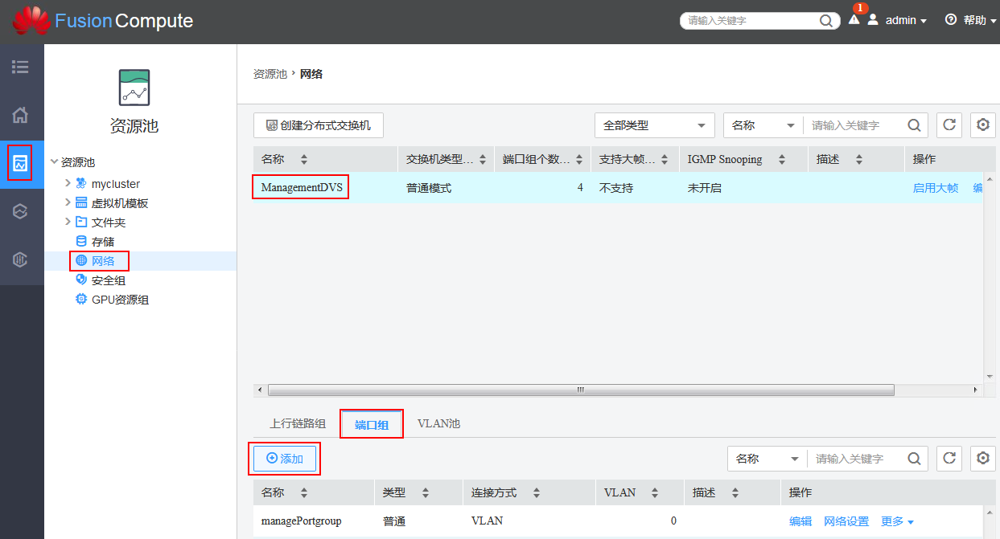 FusionCompute
请输入关键字
1
admin
帮助
资源池
资源池
mycluster
虚拟机模板
文件夹
存储
网络
安全组
GPU资源组
资源池 › 网络
创建分布式交换机 全部类型 名称 请输入关键字
名称 交换机类型... 端口组个数... 支持大帧... IGMP Snooping 描述 操作
ManagementDVS 普通模式 4 不支持 未开启 启用大帧
上行链路组 端口组 VLAN池
添加 名称 请输入关键字
名称 类型 连接方式 VLAN 描述 操作
managePortgroup 普通 VLAN 0 编辑 网络设置 更多